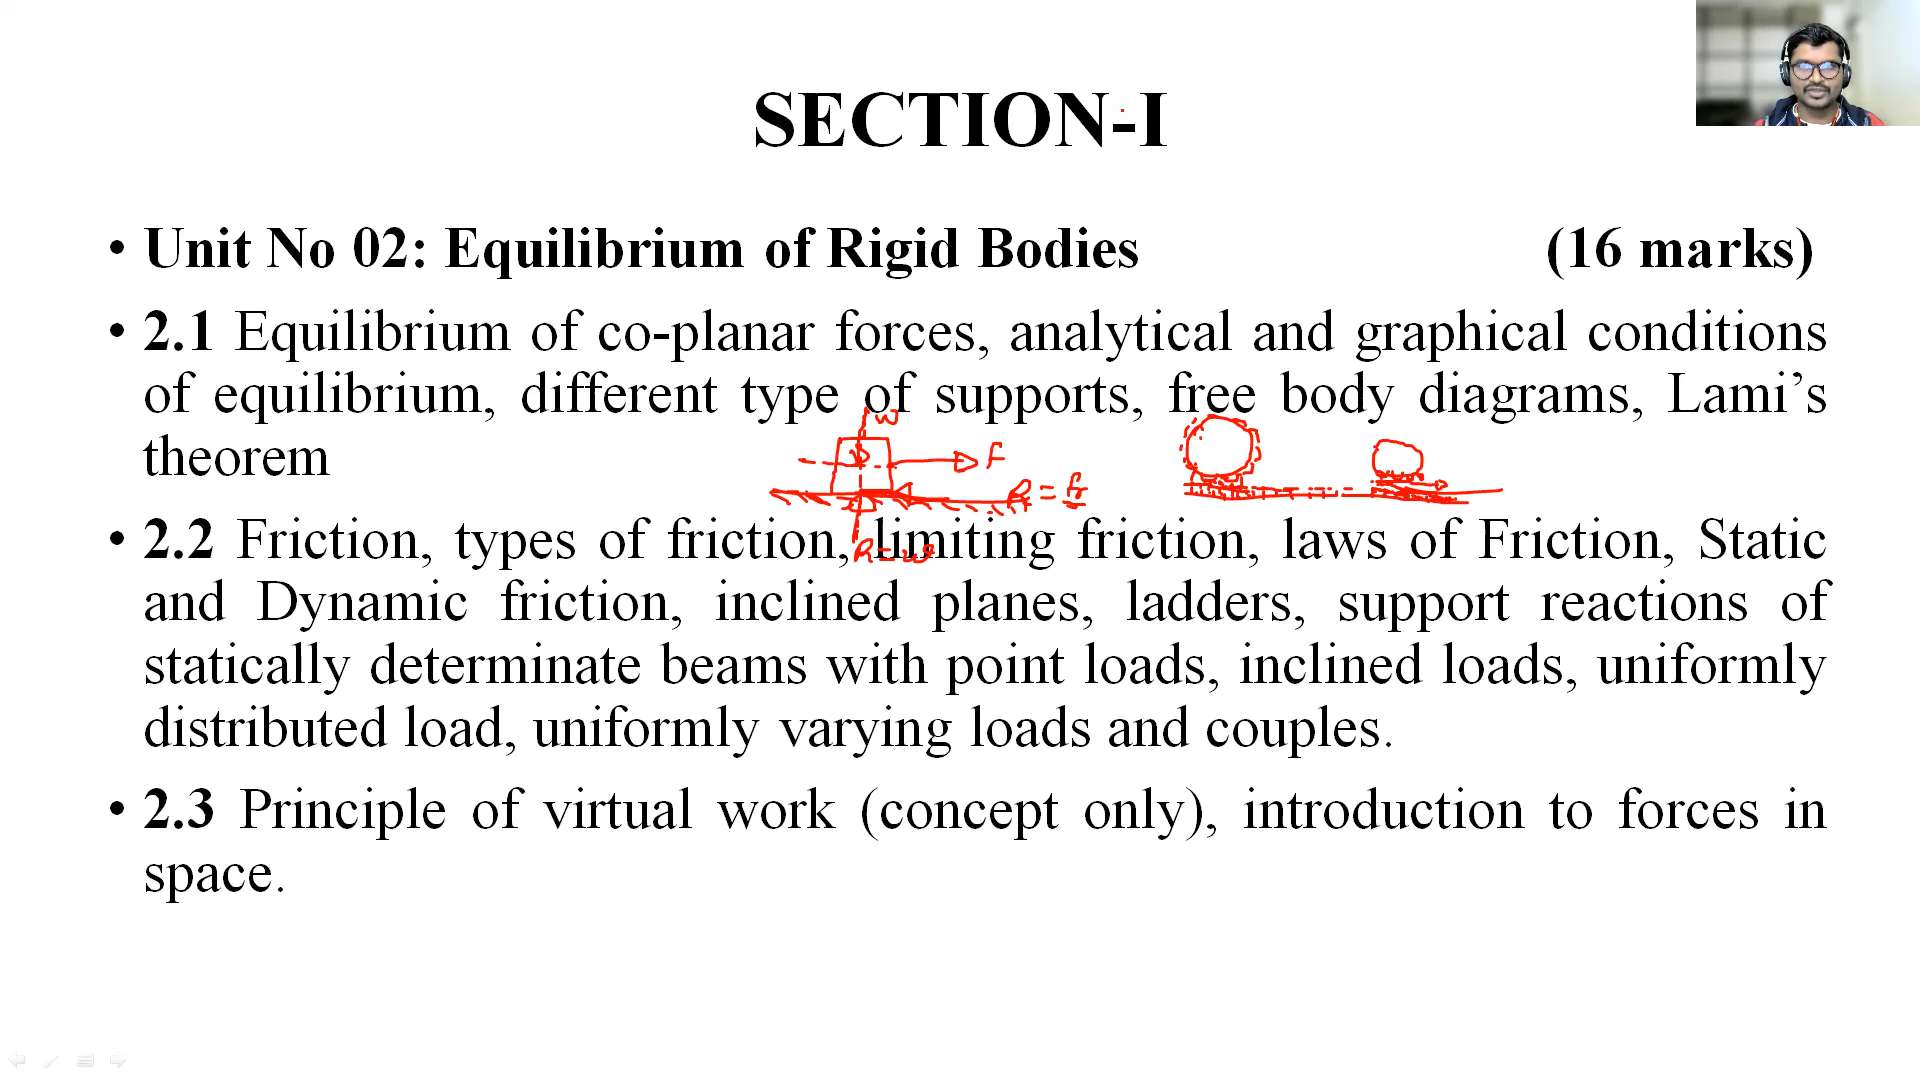 SECTION-I
• Unit No 02: Equilibrium of Rigid Bodies (16 marks)
• 2.1 Equilibrium of co-planar forces, analytical and graphical conditions
of equilibrium, different type of supports, free body diagrams, Lami’s
theorem
W
F
R = Fr
• 2.2 Friction, types of friction, limiting friction, laws of Friction, Static
R = w
and Dynamic friction, inclined planes, ladders, support reactions of
statically determinate beams with point loads, inclined loads, uniformly
distributed load, uniformly varying loads and couples.
• 2.3 Principle of virtual work (concept only), introduction to forces in
space.